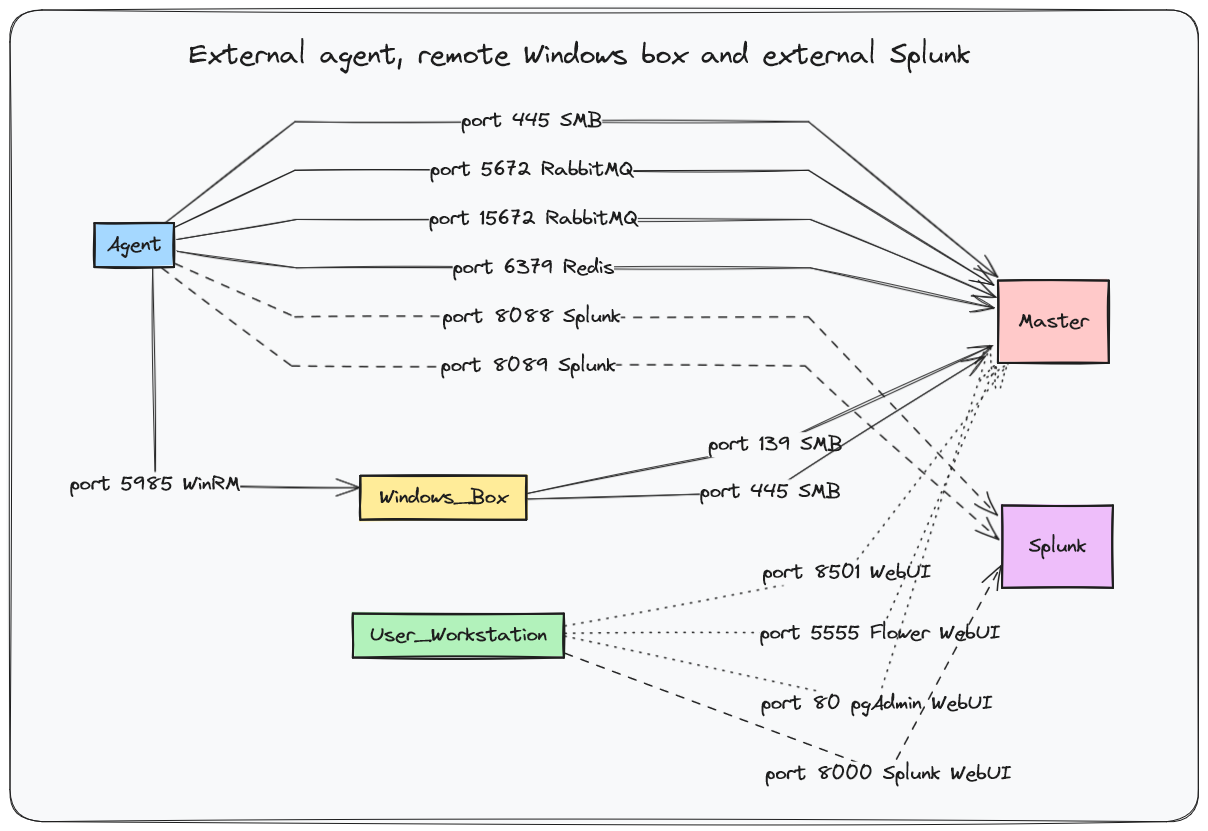 External agent, remote Windows box and external Splunk
port 445 SMB
port 5672 RabbitMQ
port 15672 RabbitMQ
Agent
port 6379 Redis
port 8088 Splunk
Master
port 8089 Splunk
port 139 SMB
port 5985 WinRM
Windows_Box
port 445 SMB
Splunk
port 8501 WebUI
User_Workstation
port 5555 Flower WebUI
port 80 pgAdmin WebUI
port 8000 Splunk WebUI